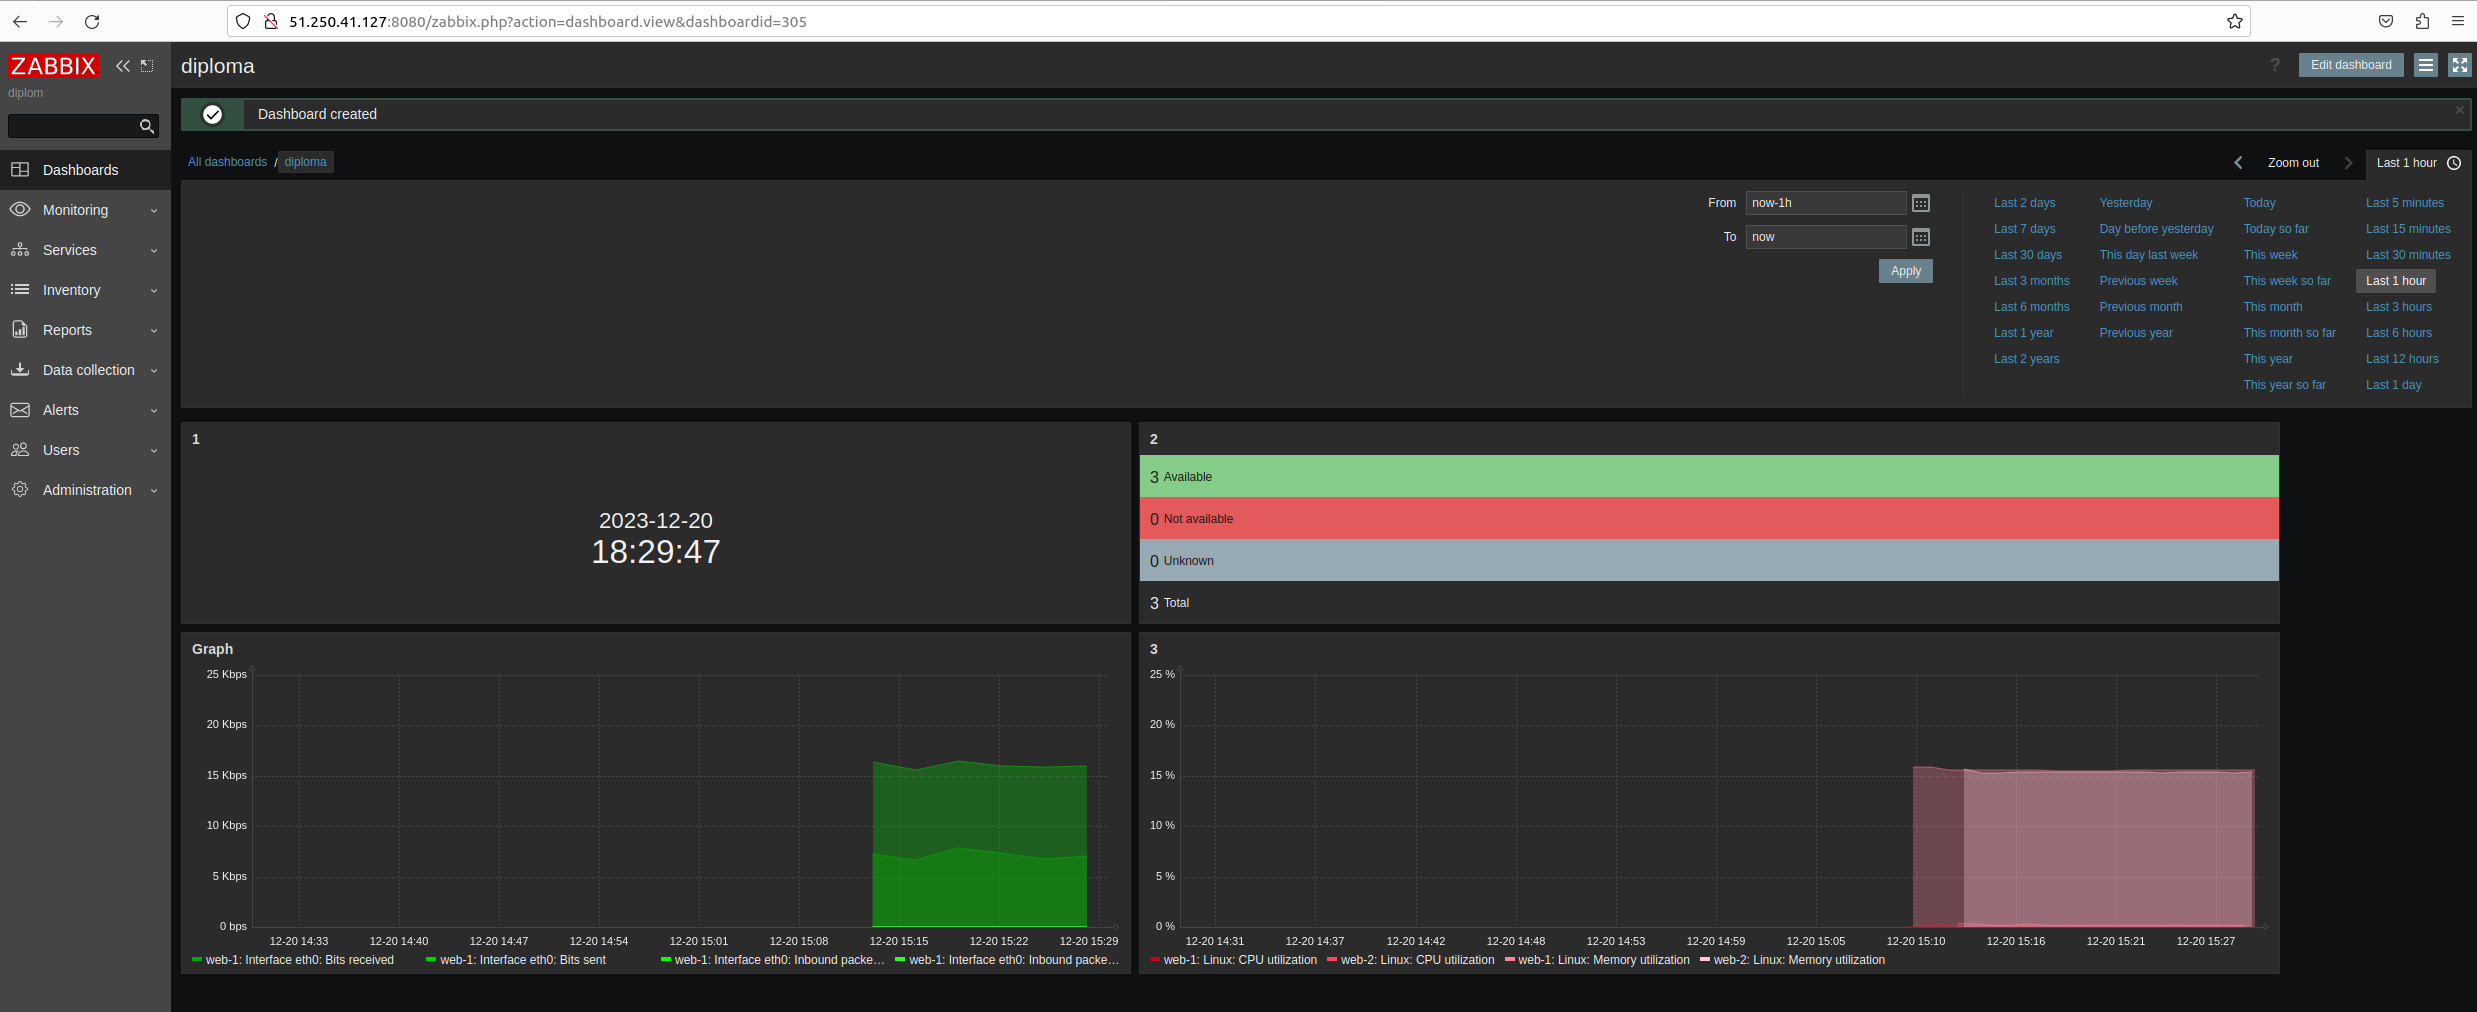 51.250.41.127:8080/zabbix.php?action=dashboard.view&dashboardid=305
ZABBIX
diplom
diploma
? Edit dashboard
Dashboard created
Dashboards
Monitoring
Services
Inventory
Reports
Data collection
Alerts
Users
Administration
All dashboards / diploma
Zoom out
Last 1 hour
From now-1h
To now
Apply
Last 2 days Yesterday Today Last 5 minutes
Last 7 days Day before yesterday Today so far Last 15 minutes
Last 30 days This day last week This week Last 30 minutes
Last 3 months Previous week This week so far Last 1 hour
Last 6 months Previous month This month Last 3 hours
Last 1 year Previous year This month so far Last 6 hours
Last 2 years This year Last 12 hours
This year so far Last 1 day
1
2023-12-20
18:29:47
2
3 Available
0 Not available
0 Unknown
3 Total
Graph
25 Kbps
20 Kbps
15 Kbps
10 Kbps
5 Kbps
0 bps
12-20 14:33 12-20 14:40 12-20 14:47 12-20 14:54 12-20 15:01 12-20 15:08 12-20 15:15 12-20 15:22 12-20 15:29
web-1: Interface eth0: Bits received web-1: Interface eth0: Bits sent web-1: Interface eth0: Inbound packe... web-1: Interface eth0: Inbound packe...
3
25 %
20 %
15 %
10 %
5 %
0 %
12-20 14:31 12-20 14:37 12-20 14:42 12-20 14:48 12-20 14:53 12-20 14:59 12-20 15:05 12-20 15:10 12-20 15:16 12-20 15:21 12-20 15:27
web-1: Linux: CPU utilization web-2: Linux: CPU utilization web-1: Linux: Memory utilization web-2: Linux: Memory utilization